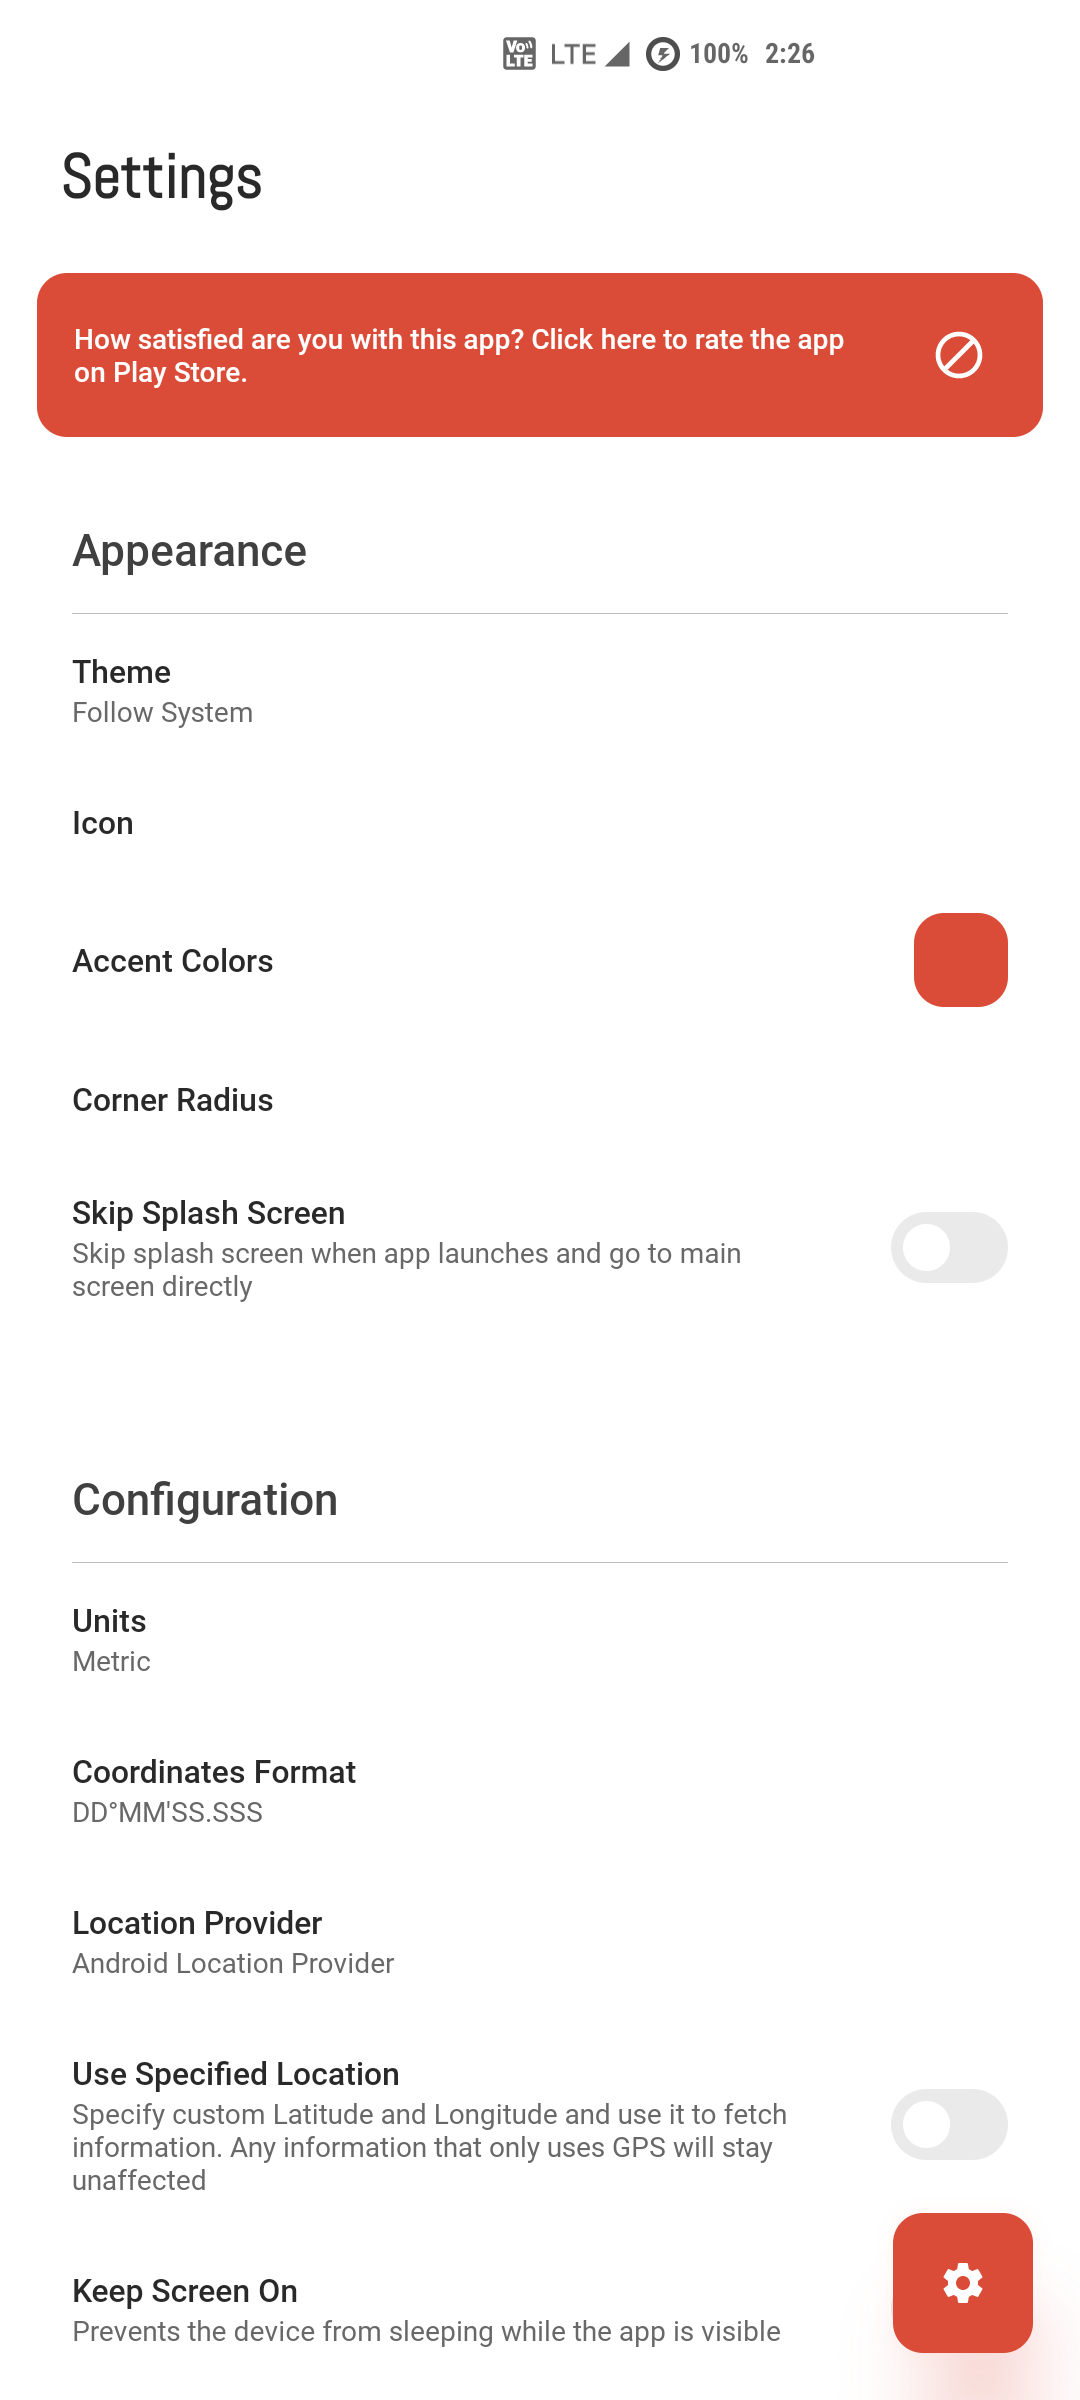 Vo LTE LTE 100% 2:26
Settings
How satisfied are you with this app? Click here to rate the app
on Play Store.
Appearance
Theme
Follow System
Icon
Accent Colors
Corner Radius
Skip Splash Screen
Skip splash screen when app launches and go to main
screen directly
Configuration
Units
Metric
Coordinates Format
DD°MM'SS.SSS
Location Provider
Android Location Provider
Use Specified Location
Specify custom Latitude and Longitude and use it to fetch
information. Any information that only uses GPS will stay
unaffected
Keep Screen On
Prevents the device from sleeping while the app is visible